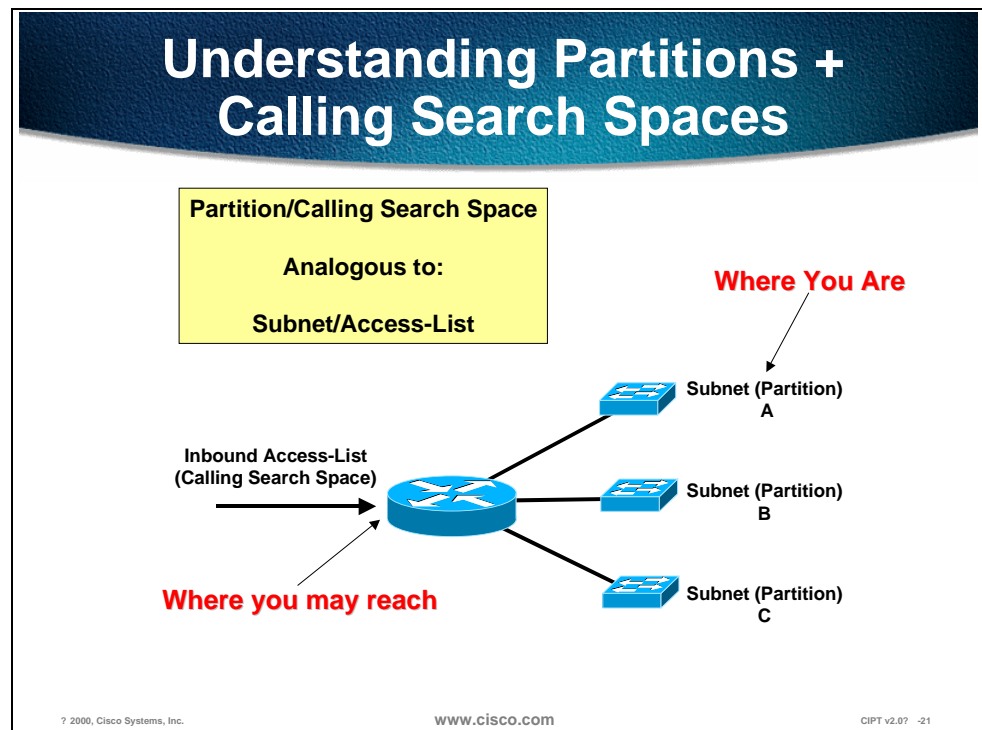 Understanding Partitions +
Calling Search Spaces
Partition/Calling Search Space
Analogous to:
Subnet/Access-List
Where You Are
Subnet (Partition)
A
Inbound Access-List
(Calling Search Space)
Subnet (Partition)
B
Where you may reach
Subnet (Partition)
C
? 2000, Cisco Systems, Inc.
www.cisco.com
CIPT v2.0? -21